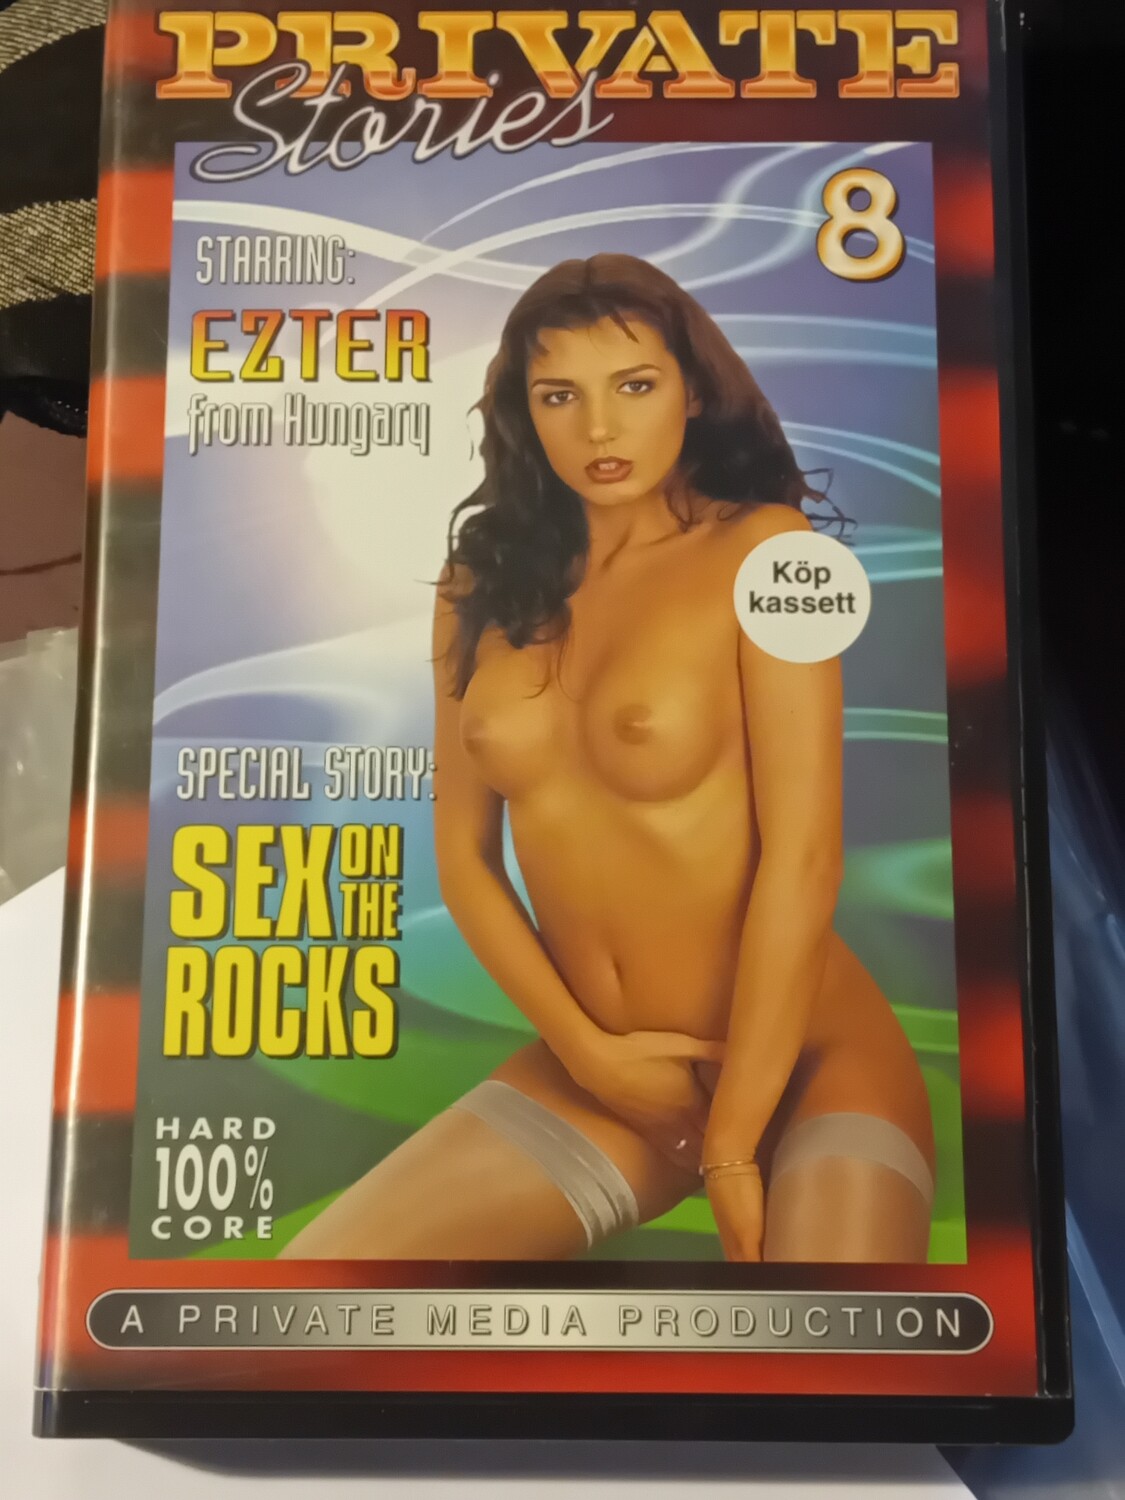 PRIVATE
Stories
8
STARRING:
EZTER
from Hungary
Köp
kassett
SPECIAL STORY:
SEX ON THE
ROCKS
HARD
100%
CORE
A PRIVATE MEDIA PRODUCTION